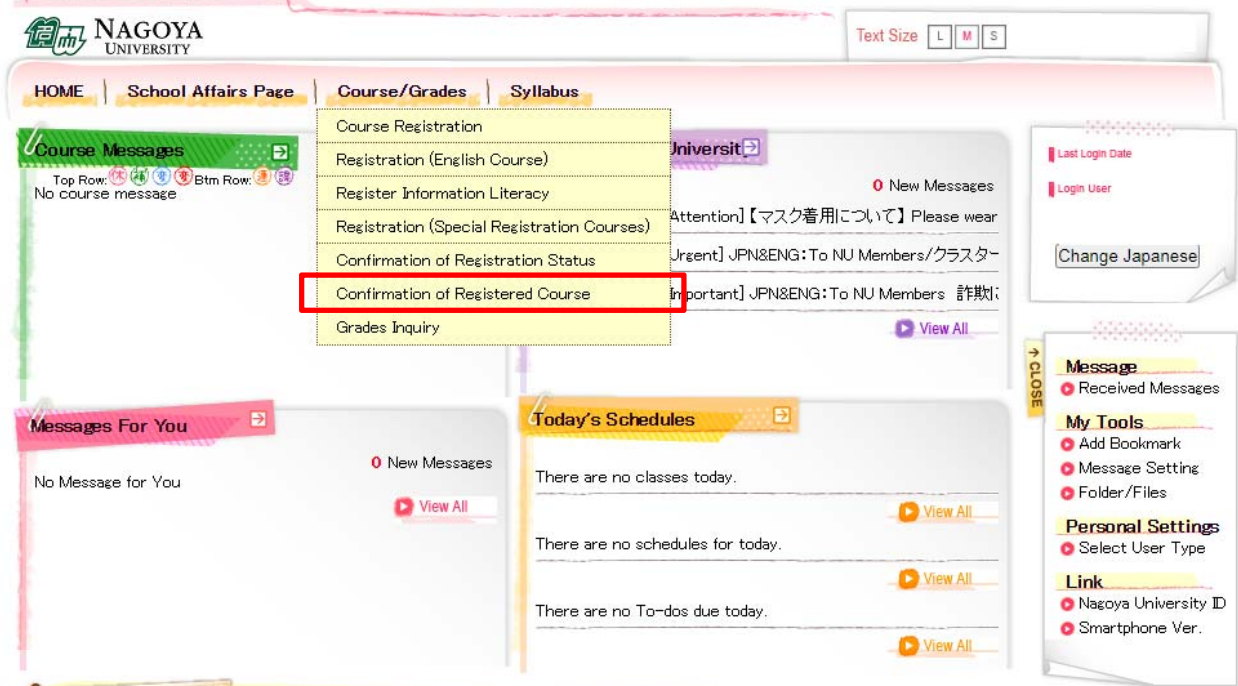 NAGOYA
UNIVERSITY
Text Size L M S
HOME School Affairs Page Course/Grades Syllabus
Course Registration
Registration (English Course)
Register Information Literacy
Registration (Special Registration Courses)
Confirmation of Registration Status
Confirmation of Registered Course
Grades Inquiry
Course Messages
Top Row: 休 補 変 変 Btm Row: 連 講
No course message
Universit
0 New Messages
Attention]【マスク着用について】 Please wear
Urgent] JPN&ENG:To NU Members/クラスター
Important] JPN&ENG:To NU Members 詐欺に
View All
Messages For You
0 New Messages
No Message for You
View All
Today's Schedules
There are no classes today.
View All
There are no schedules for today.
View All
There are no To-dos due today.
View All
Last Login Date
Login User
Change Japanese
→ CLOSE
Message
Received Messages
My Tools
Add Bookmark
Message Setting
Folder/Files
Personal Settings
Select User Type
Link
Nagoya University ID
Smartphone Ver.